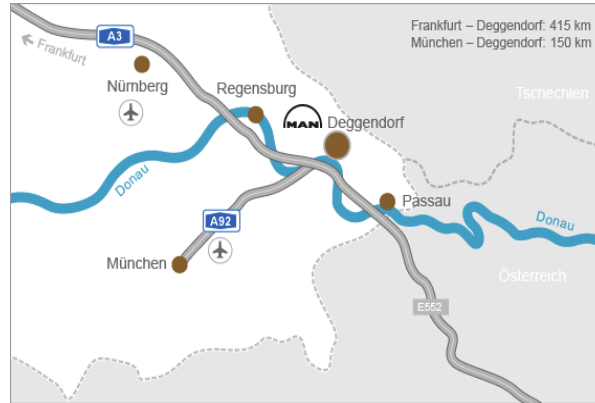 Frankfurt – Deggendorf: 415 km
München – Deggendorf: 150 km
A3
Frankfurt
Nürnberg
Regensburg
MAN
Deggendorf
Tschechien
Donau
A92
Passau
Donau
München
Österreich
E552